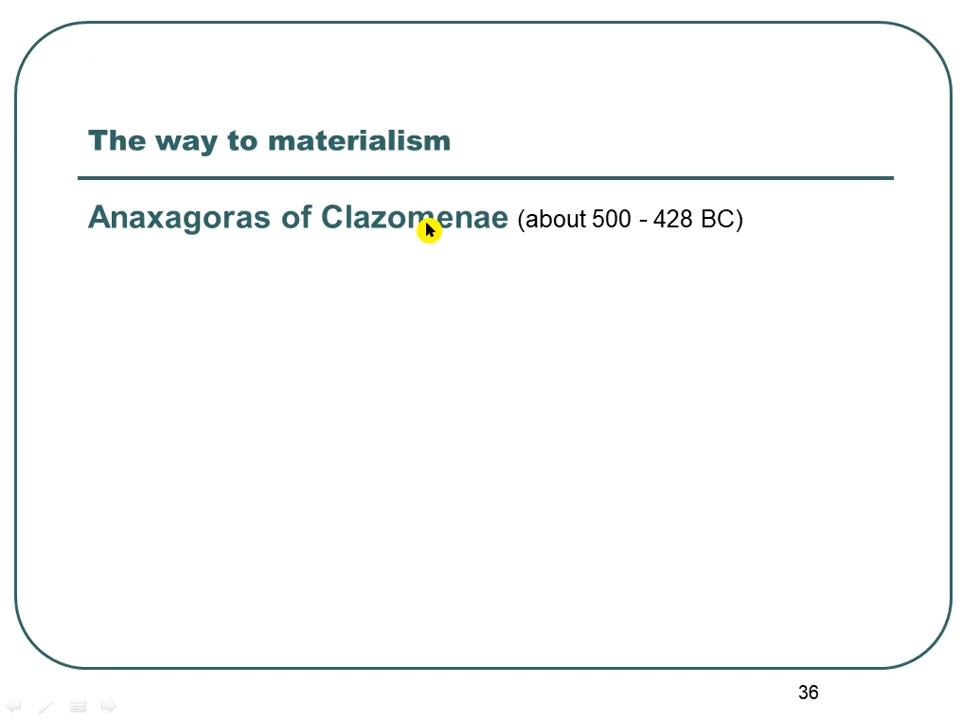 The way to materialism
Anaxagoras of Clazomenae (about 500 - 428 BC)
36